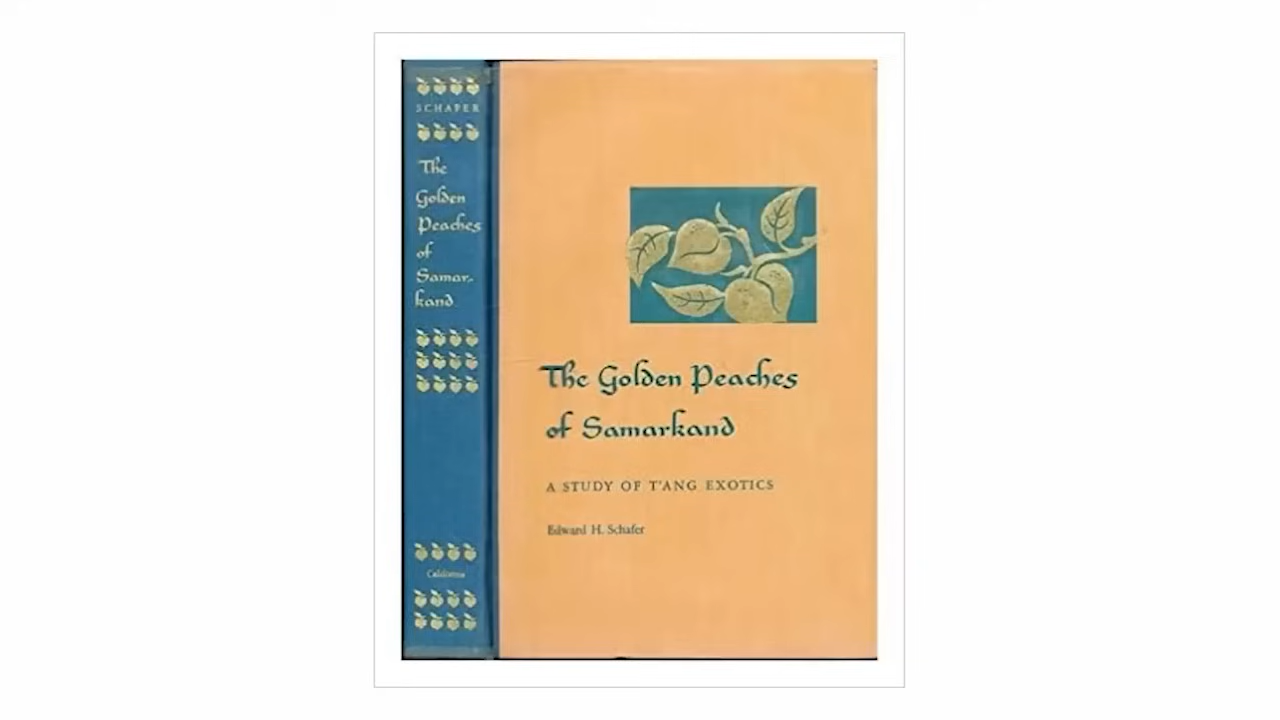 SCHAFER
The
Golden
Peaches
of
Samar-
kand
California
The Golden Peaches
of Samarkand
A STUDY OF T'ANG EXOTICS
Edward H. Schafer